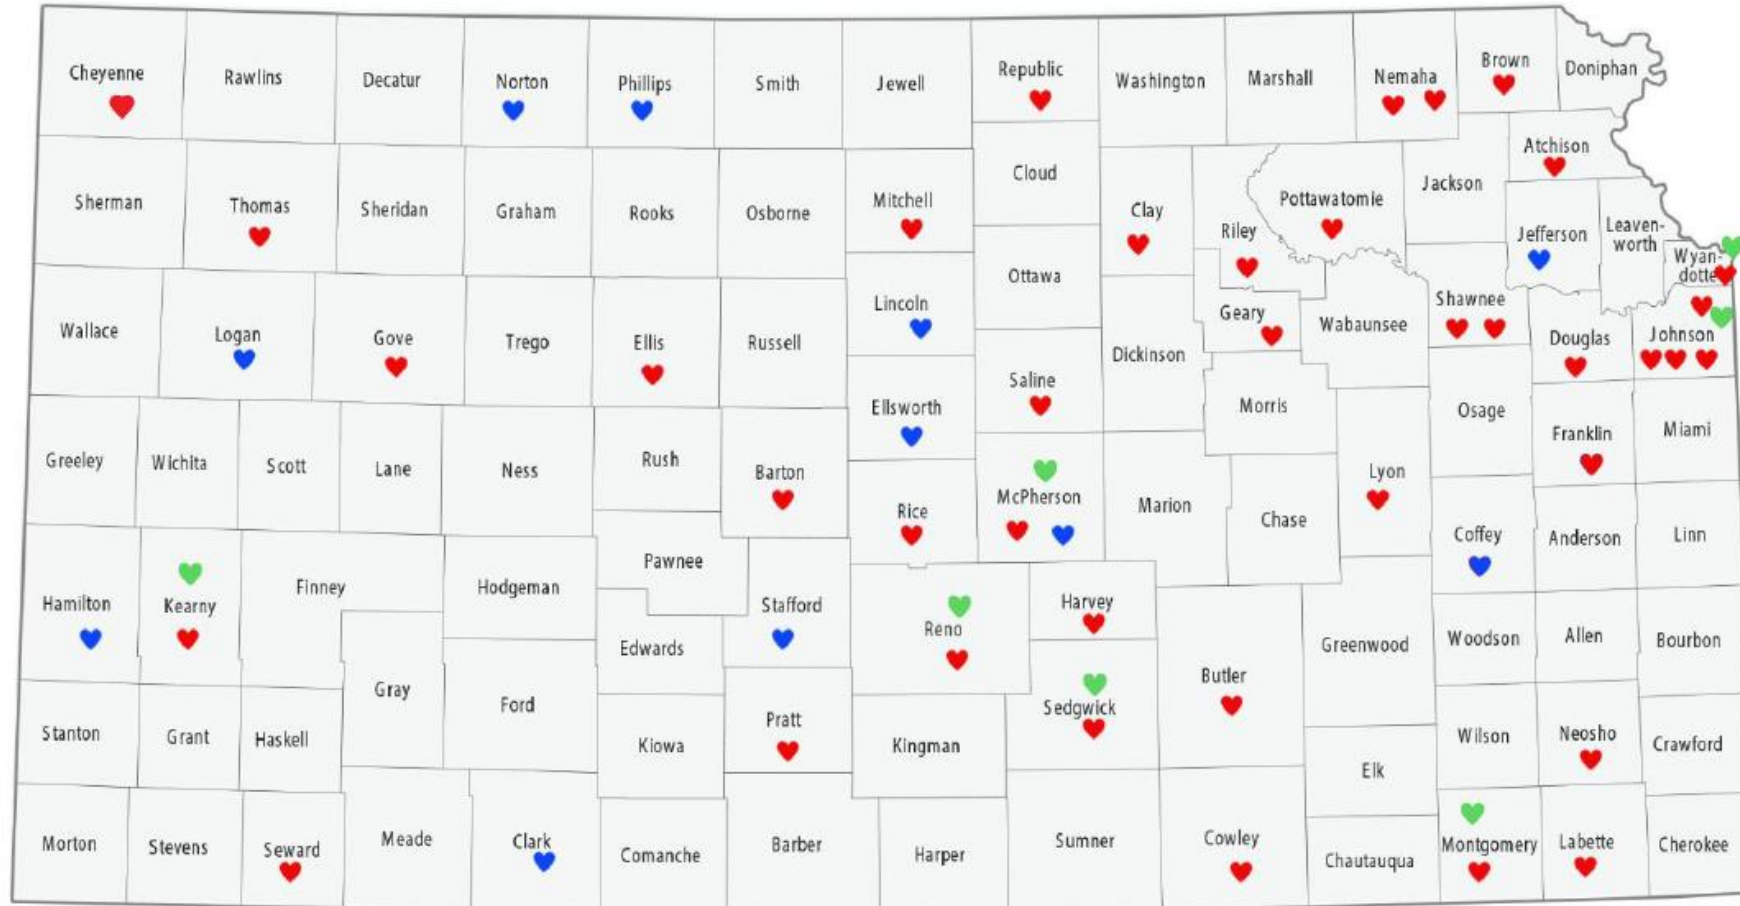 Cheyenne
Rawlins
Decatur
Norton
Phillips
Smith
Jewell
Republic
Washington
Marshall
Nemaha
Brown
Doniphan
Sherman
Thomas
Sheridan
Graham
Rooks
Osborne
Mitchell
Cloud
Clay
Riley
Pottawatomie
Jackson
Atchison
Jefferson
Leaven-
worth
Wyan-
dotte
Wallace
Logan
Gove
Trego
Ellis
Russell
Lincoln
Ottawa
Saline
Dickinson
Geary
Wabaunsee
Shawnee
Douglas
Johnson
Ellsworth
Morris
Osage
Franklin
Miami
Greeley
Wichita
Scott
Lane
Ness
Rush
Barton
Rice
McPherson
Marion
Chase
Lyon
Coffey
Anderson
Linn
Hamilton
Kearny
Finney
Hodgeman
Pawnee
Stafford
Reno
Harvey
Edwards
Greenwood
Woodson
Allen
Bourbon
Stanton
Grant
Haskell
Gray
Ford
Kiowa
Pratt
Kingman
Sedgwick
Butler
Elk
Wilson
Neosho
Crawford
Morton
Stevens
Seward
Meade
Clark
Comanche
Barber
Harper
Sumner
Cowley
Chautauqua
Montgomery
Labette
Cherokee